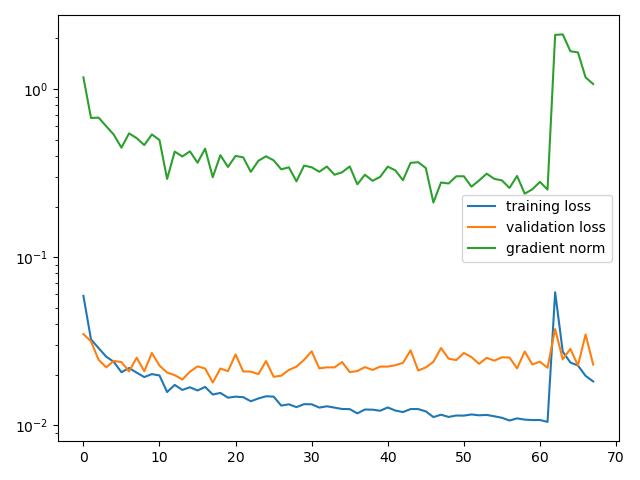 10⁰
10⁻¹
10⁻²
training loss
validation loss
gradient norm
0 10 20 30 40 50 60 70